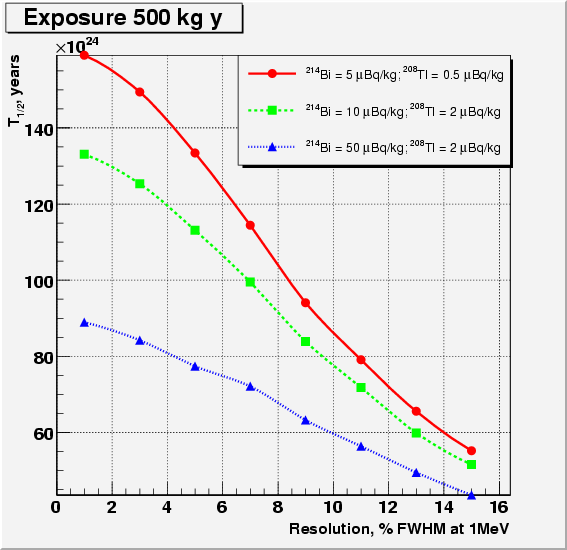 Exposure 500 kg y
×10²⁴
T1/2, years
²¹⁴Bi = 5 μBq/kg; ²⁰⁸Tl = 0.5 μBq/kg
²¹⁴Bi = 10 μBq/kg; ²⁰⁸Tl = 2 μBq/kg
²¹⁴Bi = 50 μBq/kg; ²⁰⁸Tl = 2 μBq/kg
140
120
100
80
60
0 2 4 6 8 10 12 14 16
Resolution, % FWHM at 1MeV